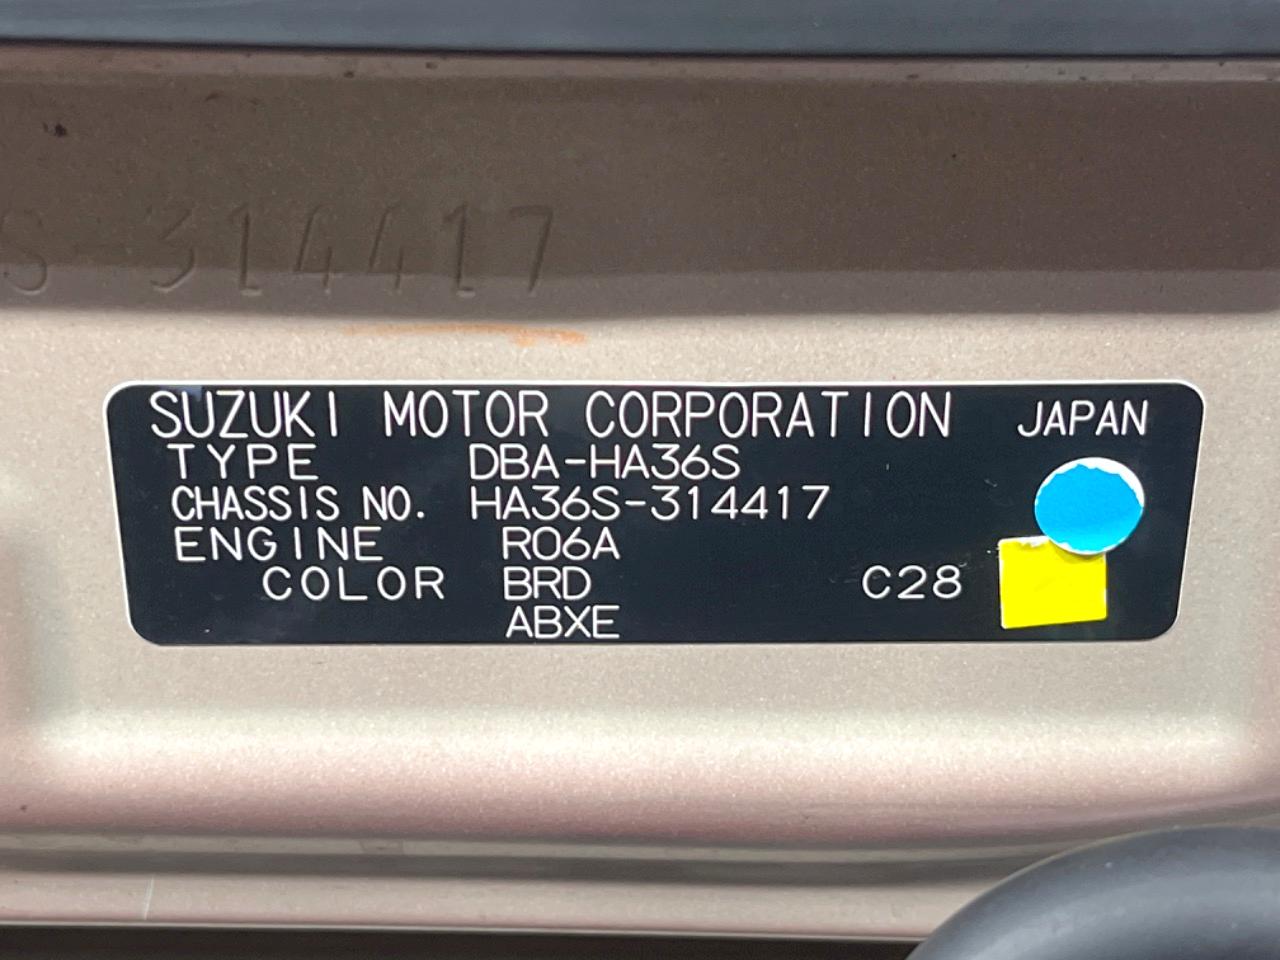 S-314417
SUZUKI MOTOR CORPORATION JAPAN
TYPE DBA-HA36S
CHASSIS NO. HA36S-314417
ENGINE R06A
COLOR BRD C28
ABXE